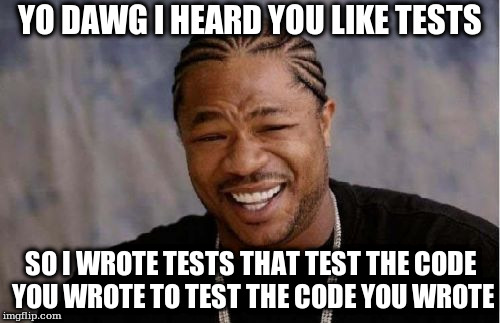 YO DAWG I HEARD YOU LIKE TESTS
SO I WROTE TESTS THAT TEST THE CODE
YOU WROTE TO TEST THE CODE YOU WROTE
imgflip.com